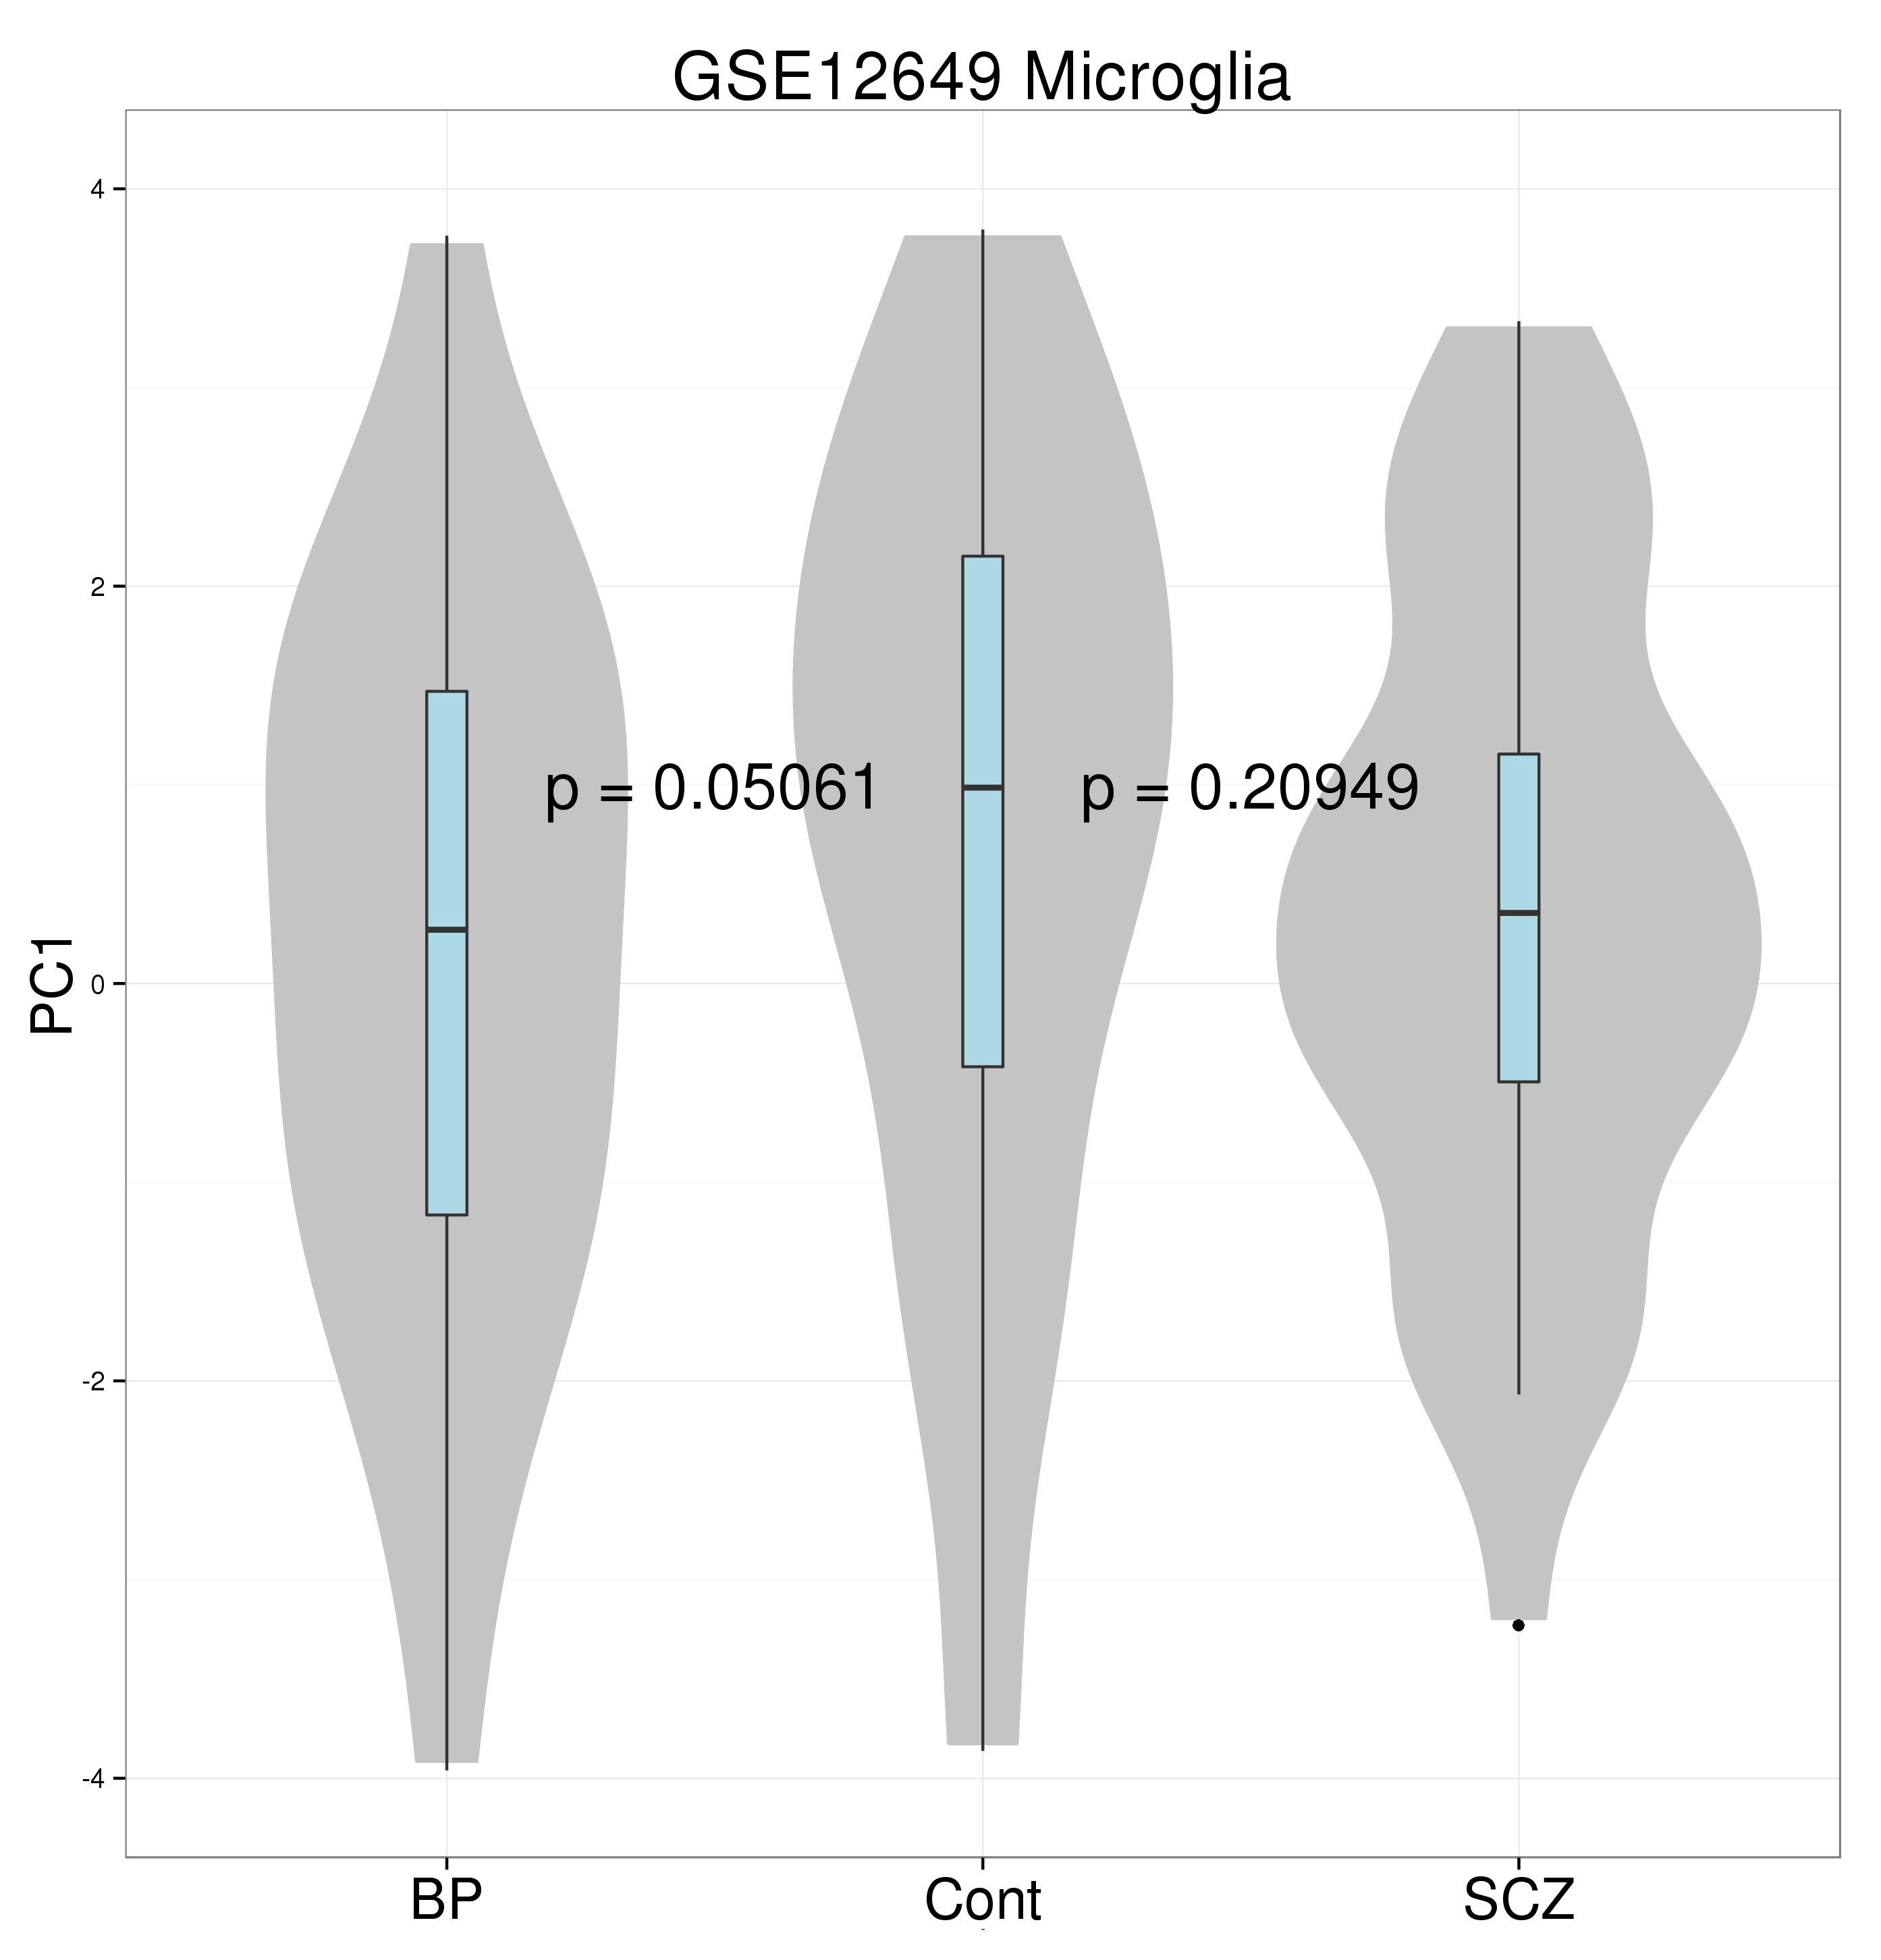 GSE12649 Microglia
PC1
4
2
0
-2
-4
p = 0.05061
p = 0.20949
BP
Cont
SCZ